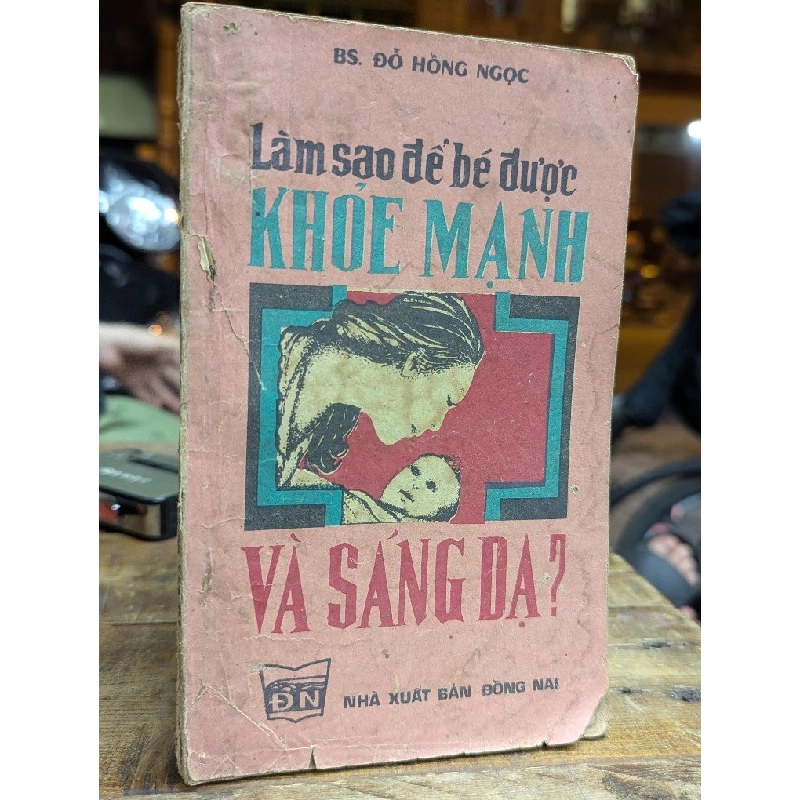 BS. ĐỖ HỒNG NGỌC
Làm sao để bé được
KHỎE MẠNH
VÀ SÁNG DẠ?
ĐN
NHÀ XUẤT BẢN ĐỒNG NAI